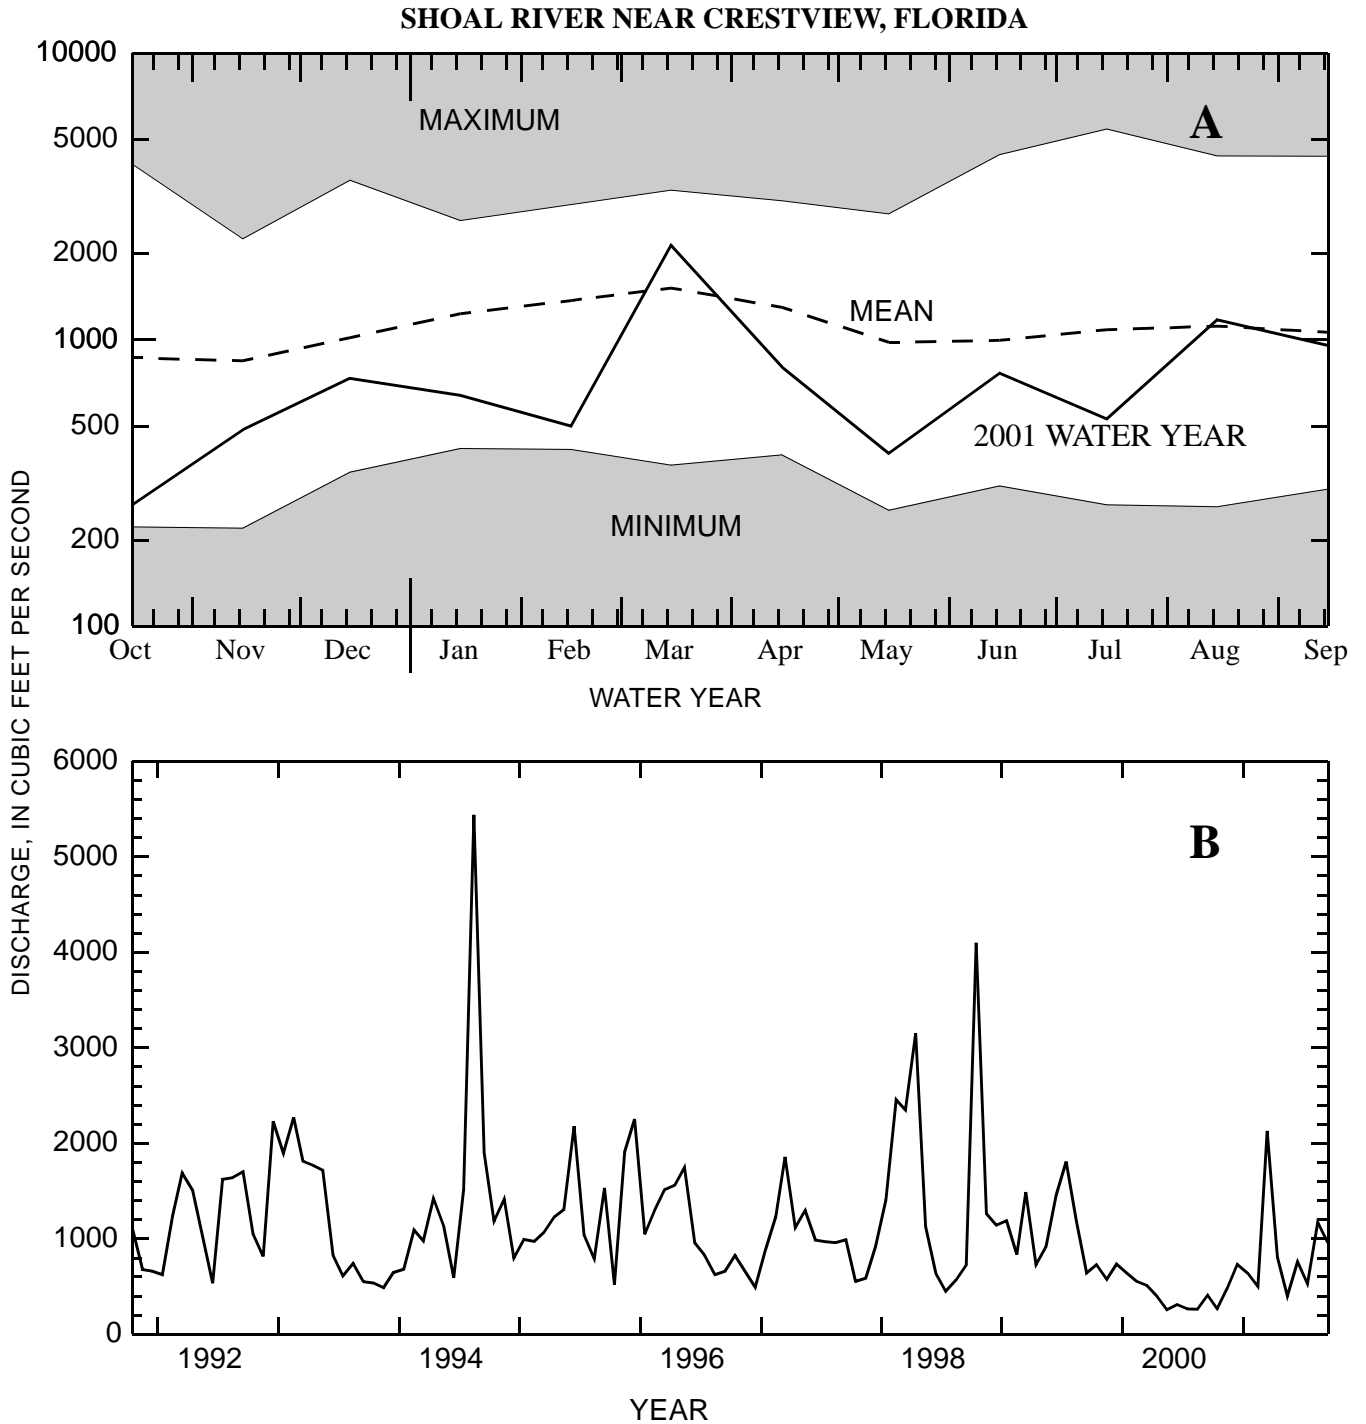 SHOAL RIVER NEAR CRESTVIEW, FLORIDA
10000
5000
2000
1000
500
200
100
MAXIMUM
A
MEAN
2001 WATER YEAR
MINIMUM
Oct Nov Dec Jan Feb Mar Apr May Jun Jul Aug Sep
WATER YEAR
DISCHARGE, IN CUBIC FEET PER SECOND
6000
5000
4000
3000
2000
1000
0
B
1992 1994 1996 1998 2000
YEAR